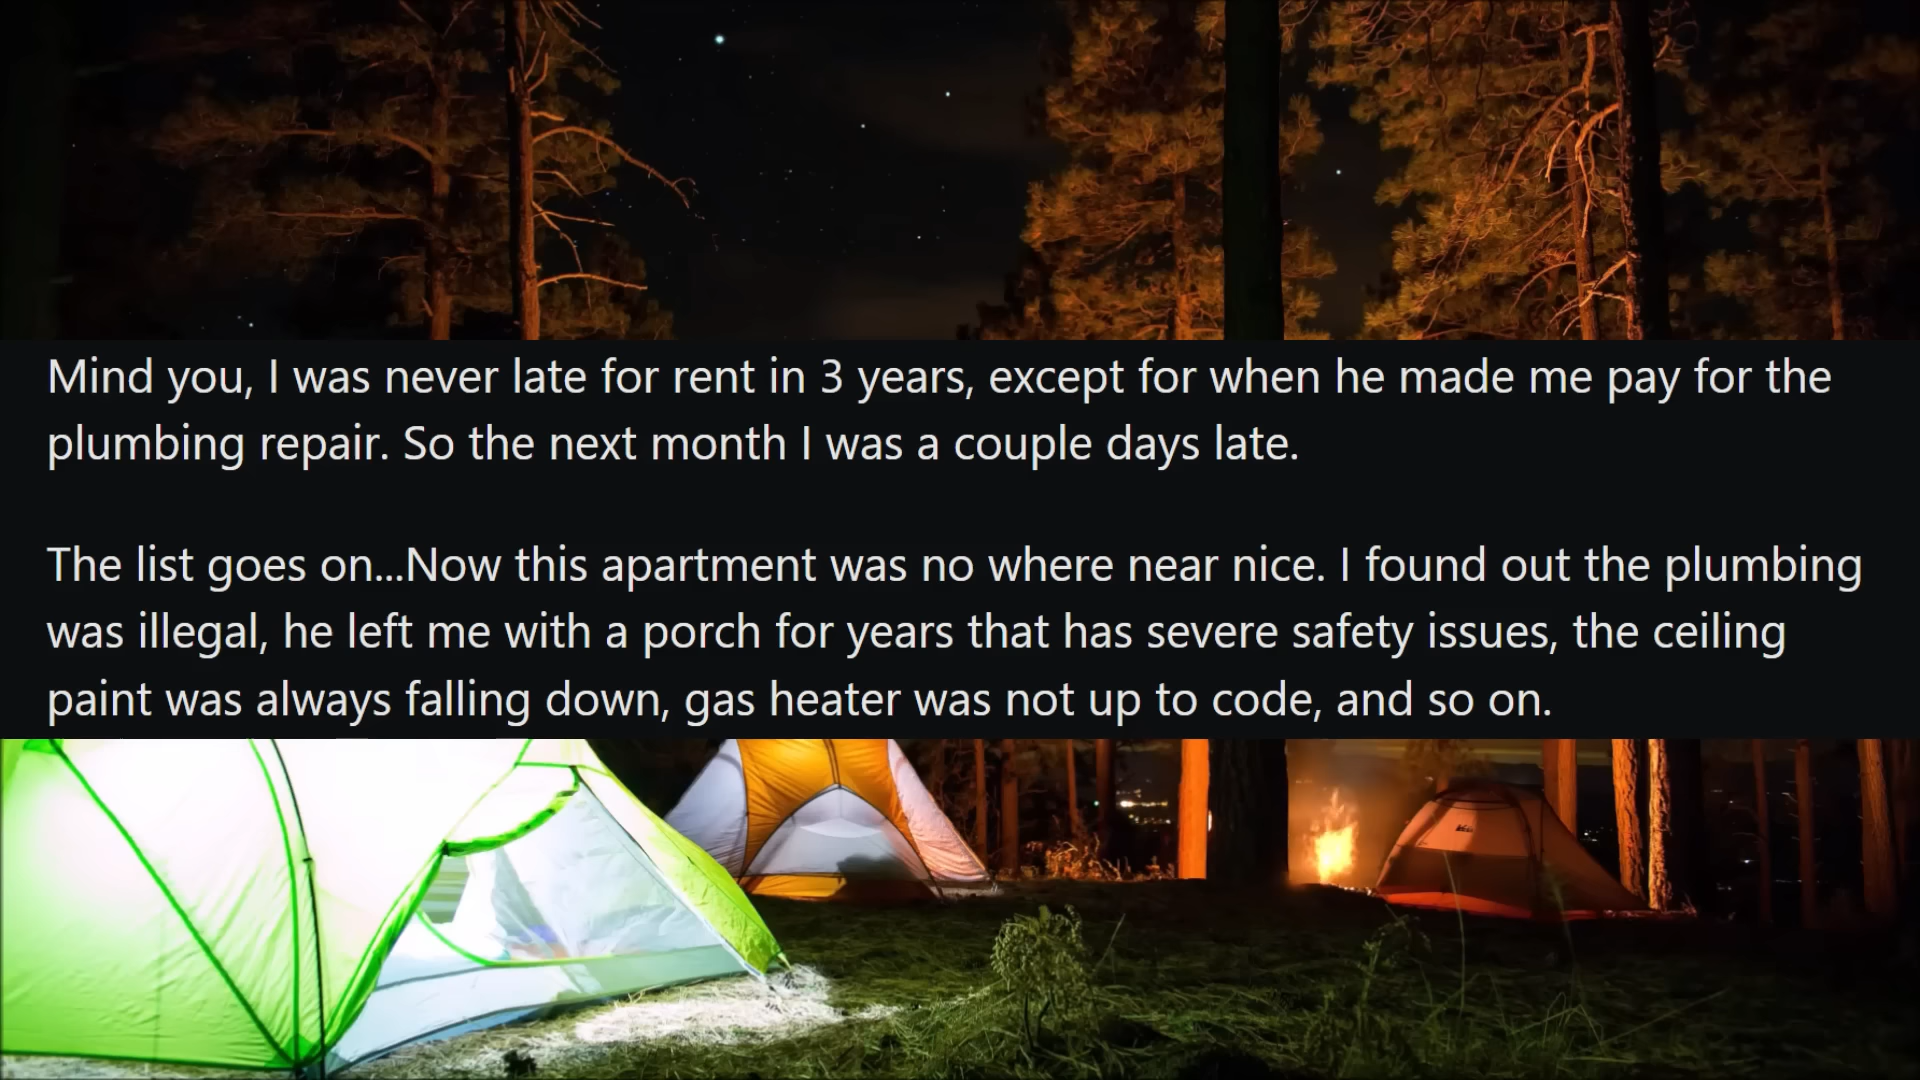 Mind you, I was never late for rent in 3 years, except for when he made me pay for the
plumbing repair. So the next month I was a couple days late.
The list goes on...Now this apartment was no where near nice. I found out the plumbing
was illegal, he left me with a porch for years that has severe safety issues, the ceiling
paint was always falling down, gas heater was not up to code, and so on.